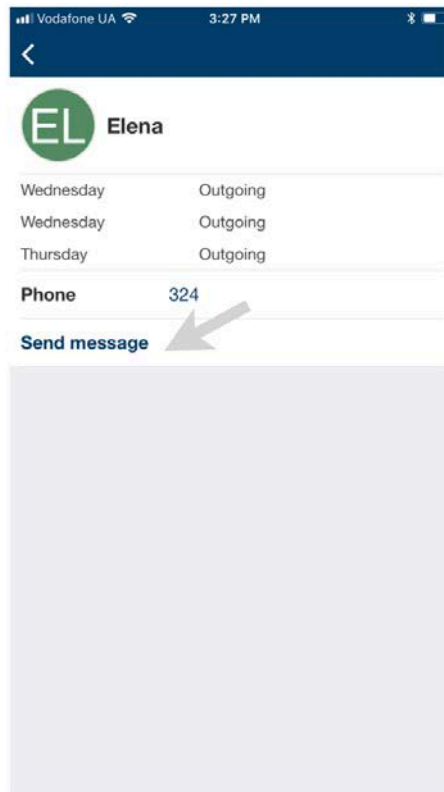 Vodafone UA 3:27 PM
EL Elena
Wednesday Outgoing
Wednesday Outgoing
Thursday Outgoing
Phone 324
Send message